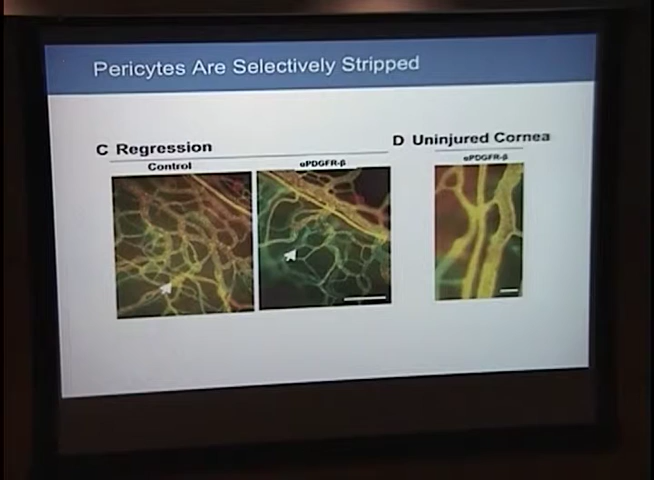 Pericytes Are Selectively Stripped
C Regression
Control
αPDGFR-β
D Uninjured Cornea
αPDGFR-β